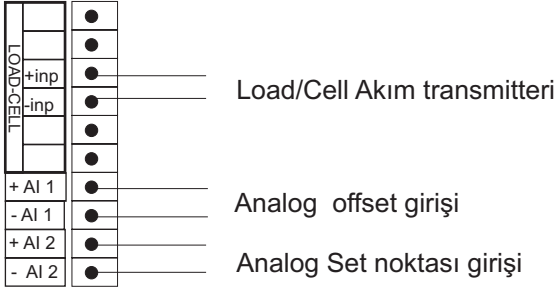 LOAD-CELL
+inp
-inp
Load/Cell Akım transmitteri
+ AI 1
- AI 1
Analog offset girişi
+ AI 2
- AI 2
Analog Set noktası girişi